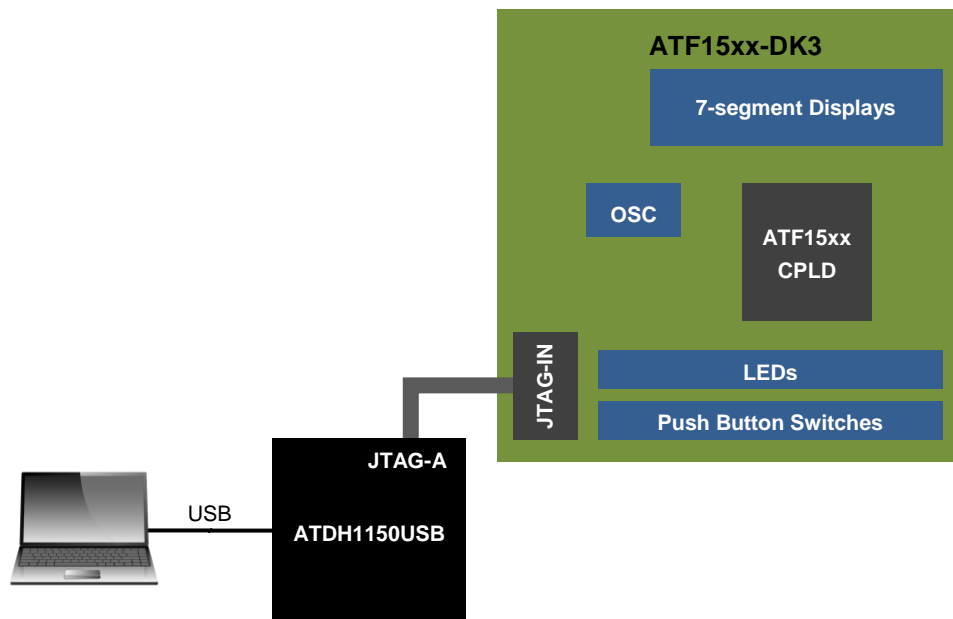 ATF15xx-DK3
7-segment Displays
OSC
ATF15xx
CPLD
JTAG-IN
LEDs
Push Button Switches
JTAG-A
USB
ATDH1150USB